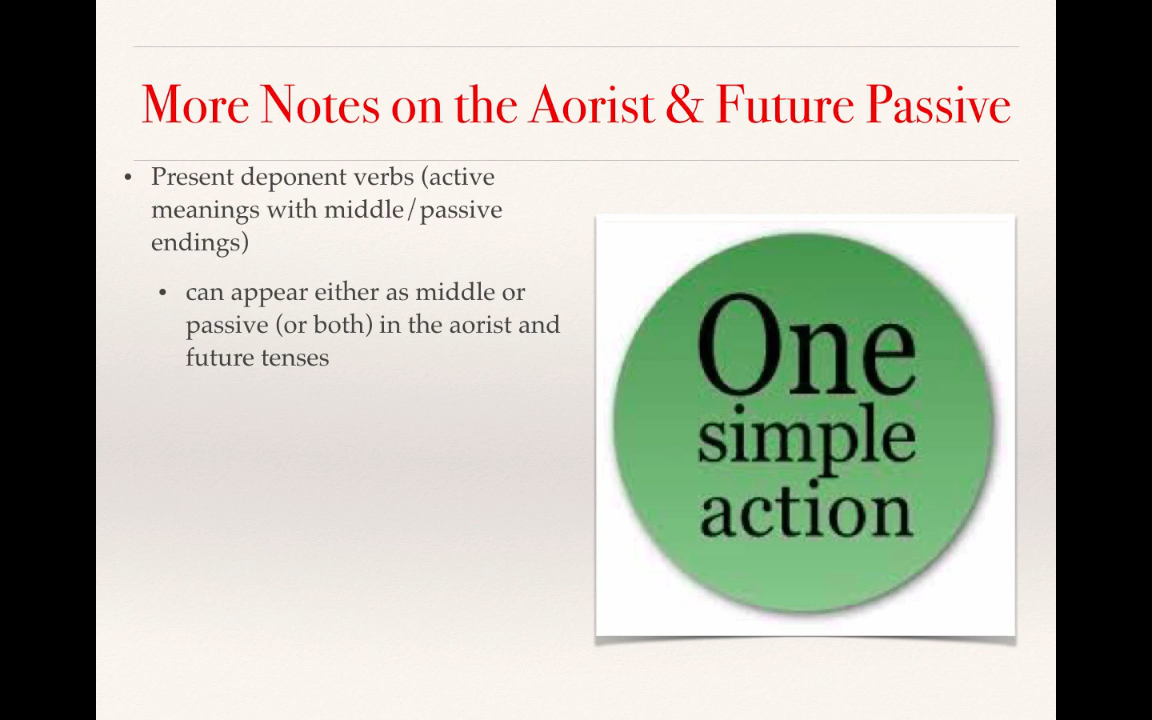 More Notes on the Aorist & Future Passive
• Present deponent verbs (active
meanings with middle/passive
endings)
• can appear either as middle or
passive (or both) in the aorist and
future tenses
One
simple
action